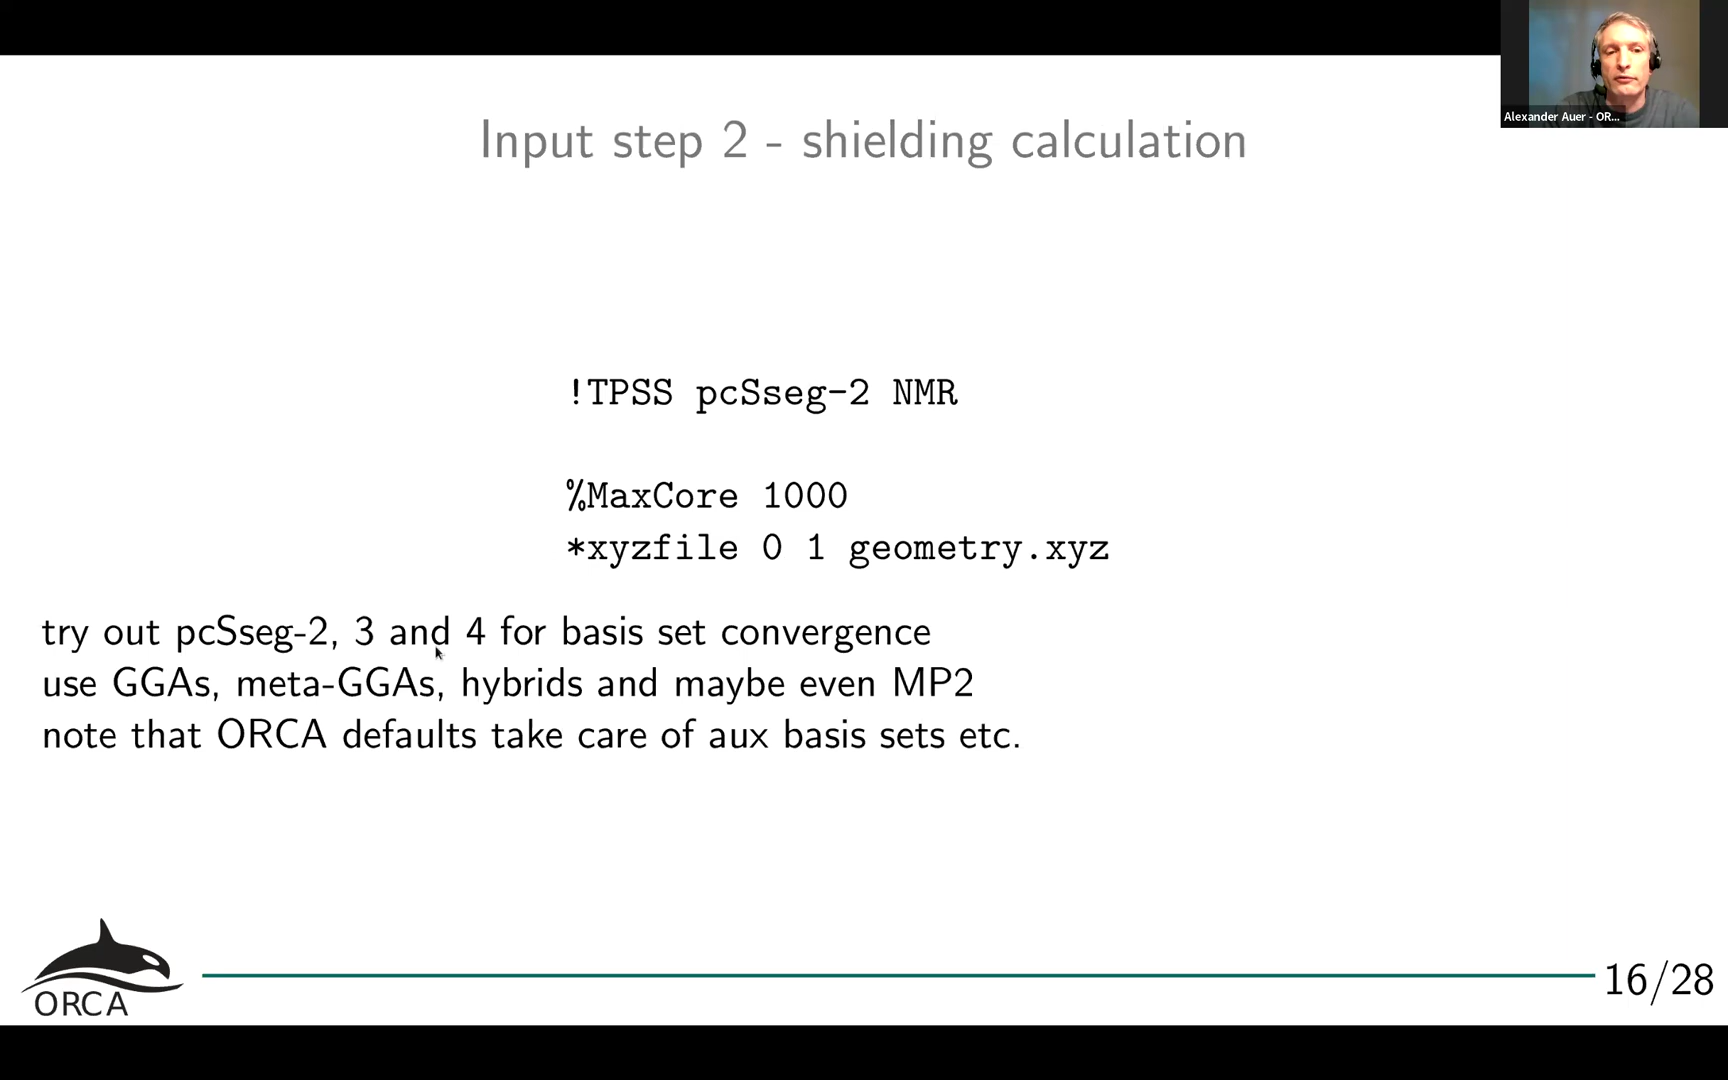 Alexander Auer - OR...
Input step 2 - shielding calculation
!TPSS pcSseg-2 NMR
%MaxCore 1000
*xyzfile 0 1 geometry.xyz
try out pcSseg-2, 3 and 4 for basis set convergence
use GGAs, meta-GGAs, hybrids and maybe even MP2
note that ORCA defaults take care of aux basis sets etc.
ORCA
16/28